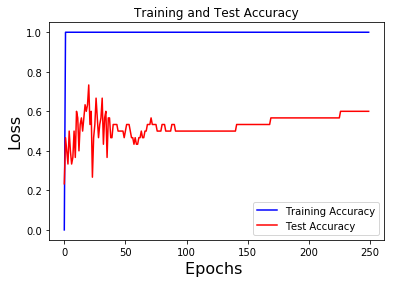 Training and Test Accuracy
Loss
1.0
0.8
0.6
0.4
0.2
0.0
Training Accuracy
Test Accuracy
0 50 100 150 200 250
Epochs